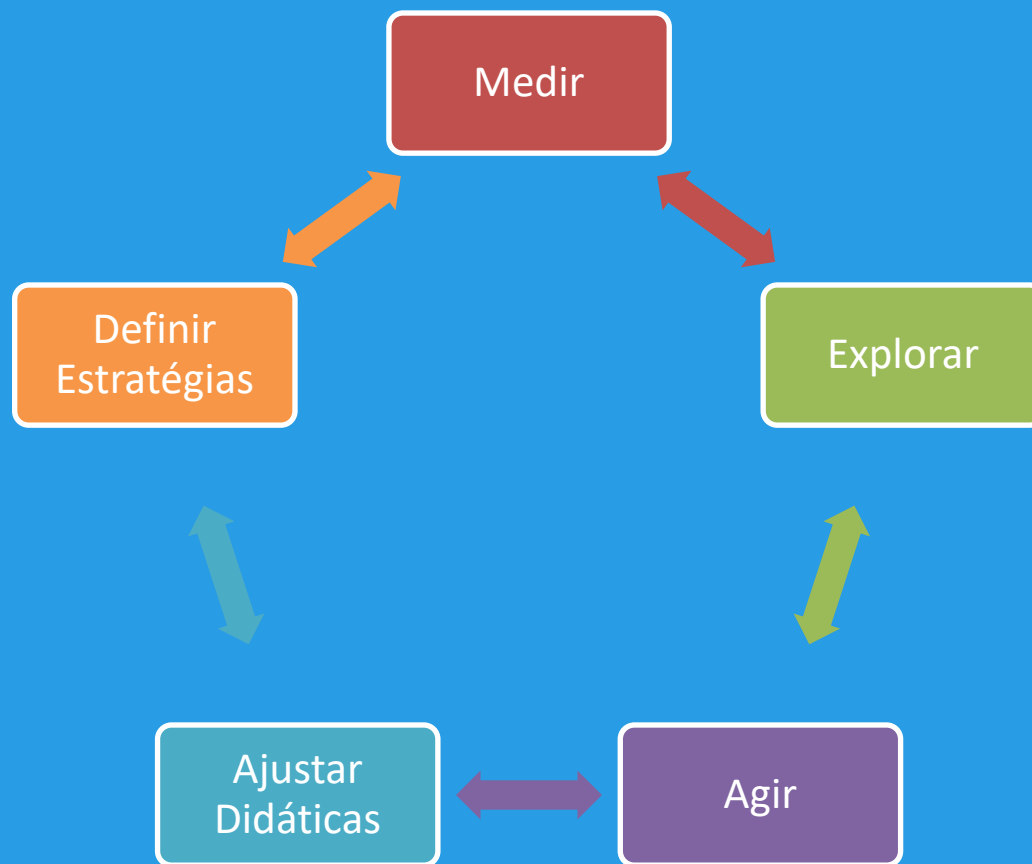 Medir
Explorar
Agir
Ajustar
Didáticas
Definir
Estratégias